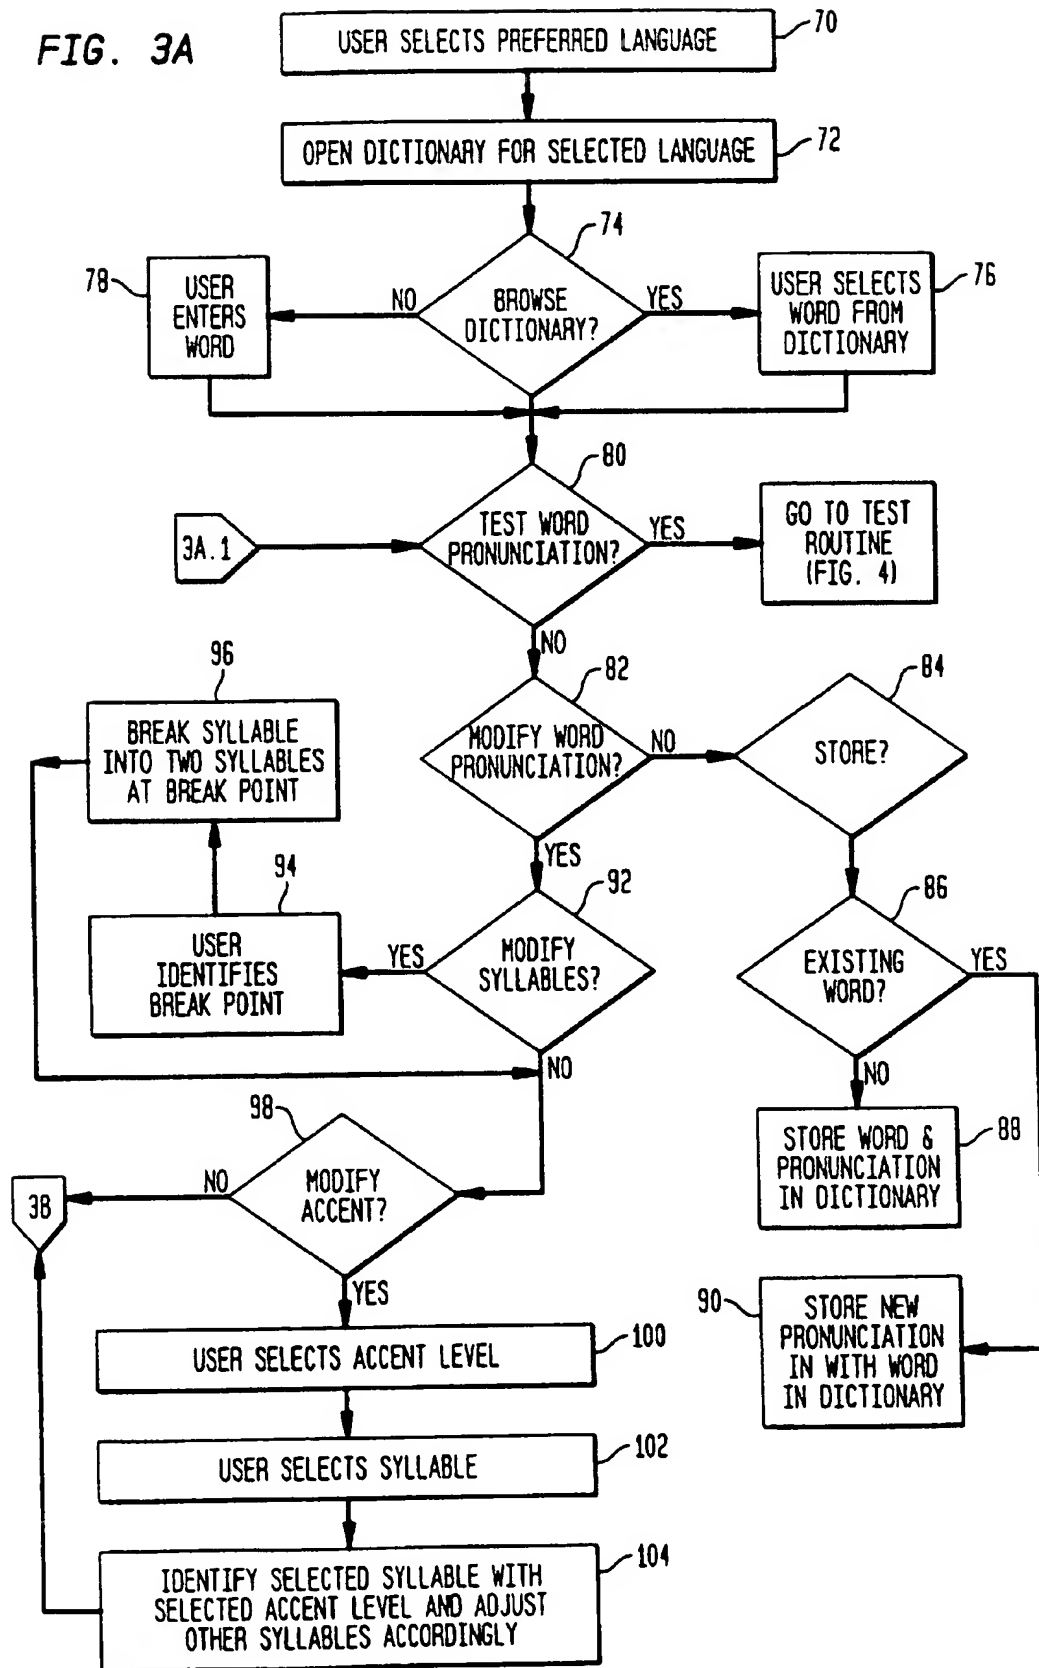 FIG. 3A
USER SELECTS PREFERRED LANGUAGE
70
OPEN DICTIONARY FOR SELECTED LANGUAGE
72
74
BROWSE
DICTIONARY?
NO
YES
78
USER
ENTERS
WORD
76
USER SELECTS
WORD FROM
DICTIONARY
80
TEST WORD
PRONUNCIATION?
YES
NO
3A.1
GO TO TEST
ROUTINE
(FIG. 4)
82
MODIFY WORD
PRONUNCIATION?
NO
YES
84
STORE?
96
BREAK SYLLABLE
INTO TWO SYLLABLES
AT BREAK POINT
94
USER
IDENTIFIES
BREAK POINT
92
MODIFY
SYLLABLES?
YES
NO
86
EXISTING
WORD?
YES
NO
88
STORE WORD &
PRONUNCIATION
IN DICTIONARY
98
MODIFY
ACCENT?
NO
YES
3B
90
STORE NEW
PRONUNCIATION
IN WITH WORD
IN DICTIONARY
USER SELECTS ACCENT LEVEL
100
USER SELECTS SYLLABLE
102
IDENTIFY SELECTED SYLLABLE WITH
SELECTED ACCENT LEVEL AND ADJUST
OTHER SYLLABLES ACCORDINGLY
104